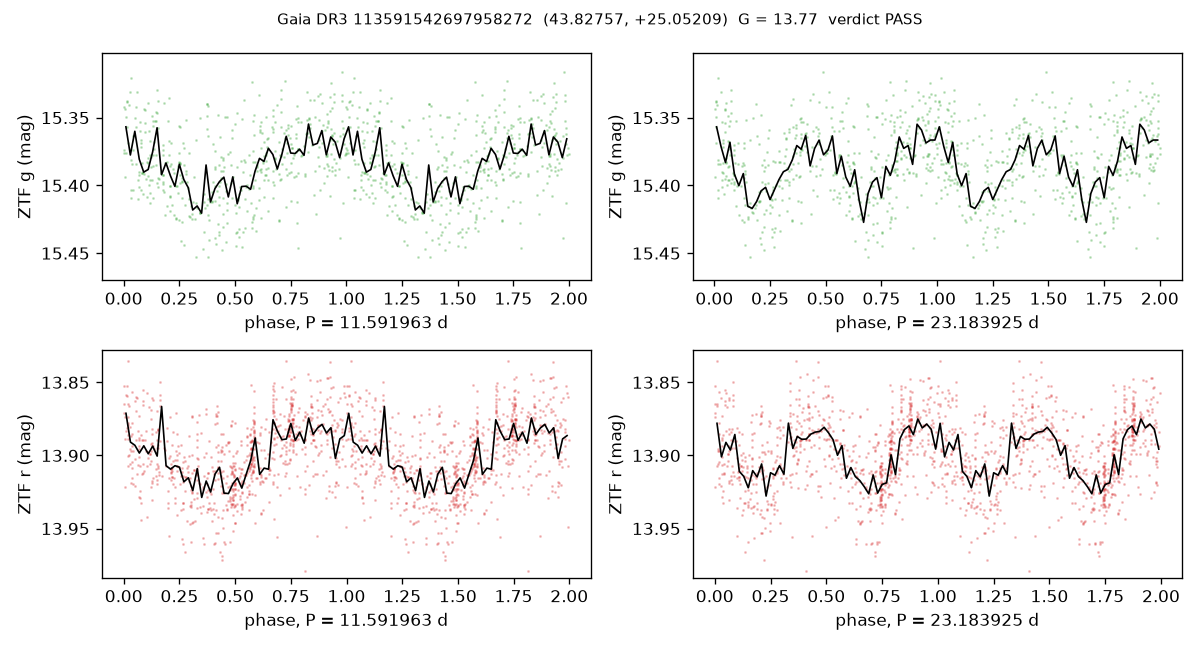 Gaia DR3 113591542697958272 (43.82757, +25.05209) G = 13.77 verdict PASS
ZTF g (mag)
15.35
15.40
15.45
0.00 0.25 0.50 0.75 1.00 1.25 1.50 1.75 2.00
phase, P = 11.591963 d
ZTF g (mag)
15.35
15.40
15.45
0.00 0.25 0.50 0.75 1.00 1.25 1.50 1.75 2.00
phase, P = 23.183925 d
ZTF r (mag)
13.85
13.90
13.95
0.00 0.25 0.50 0.75 1.00 1.25 1.50 1.75 2.00
phase, P = 11.591963 d
ZTF r (mag)
13.85
13.90
13.95
0.00 0.25 0.50 0.75 1.00 1.25 1.50 1.75 2.00
phase, P = 23.183925 d